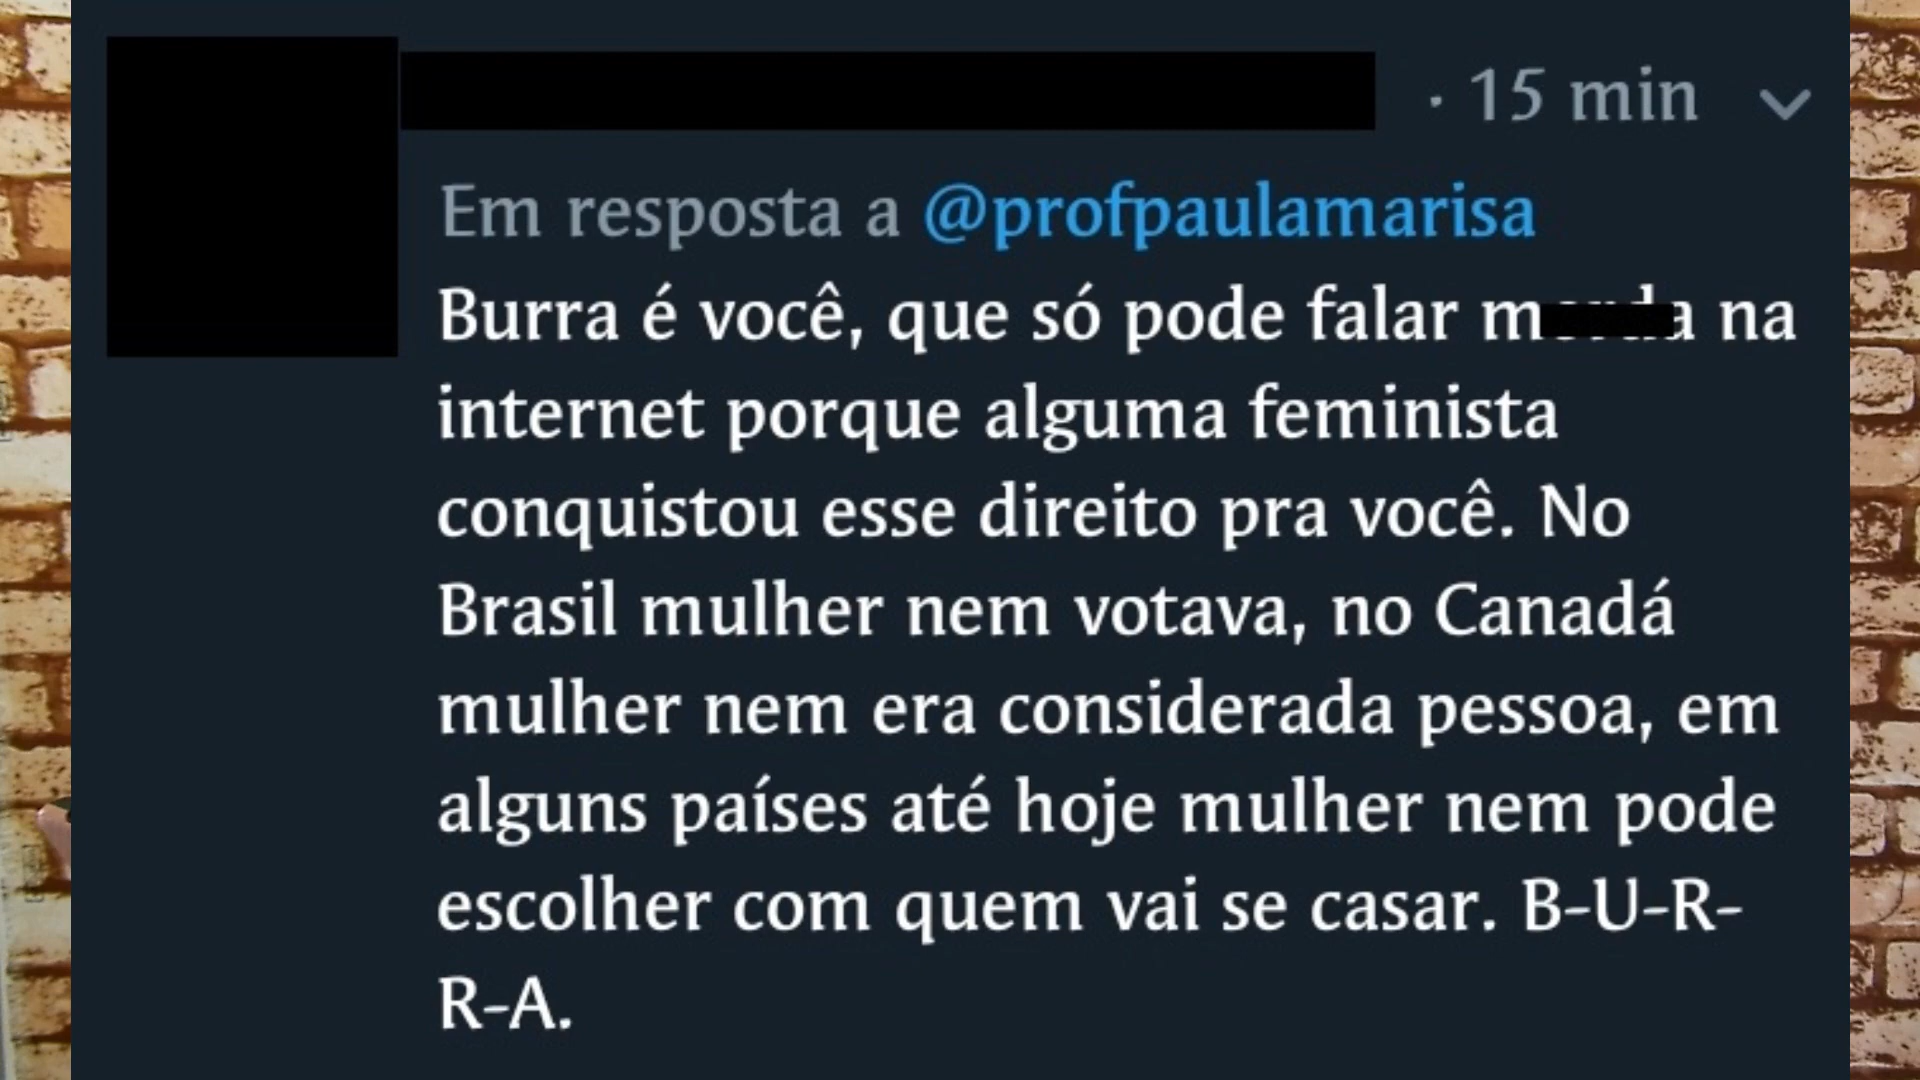 · 15 min
Em resposta a @profpaulamarisa
Burra é você, que só pode falar na
internet porque alguma feminista
conquistou esse direito pra você. No
Brasil mulher nem votava, no Canadá
mulher nem era considerada pessoa, em
alguns países até hoje mulher nem pode
escolher com quem vai se casar. B-U-R-
R-A.